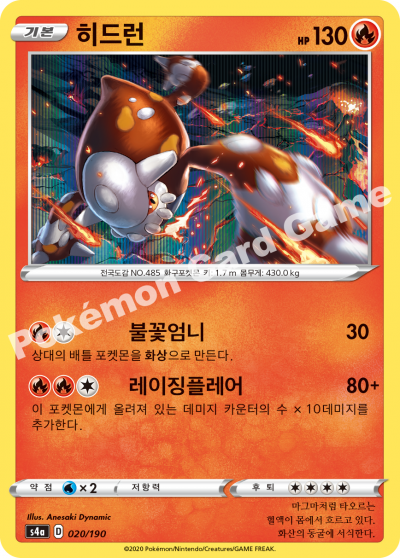 기본 히드런 HP 130
전국도감 NO.485 화구포켓몬 키 1.7 m 몸무게: 430.0 kg
불꽃엄니 30
상대의 배틀 포켓몬을 화상으로 만든다.
레이징플레어 80+
이 포켓몬에게 올려져 있는 데미지 카운터의 수 × 10데미지를
추가한다.
약점 ×2 저항력 후퇴
Illus. Anesaki Dynamic
s4a D 020/190
마그마처럼 타오르는
혈액이 몸에서 흐르고 있다.
화산의 동굴에 서식한다.
©2020 Pokémon/Nintendo/Creatures/GAME FREAK.
Pokémon Card Game